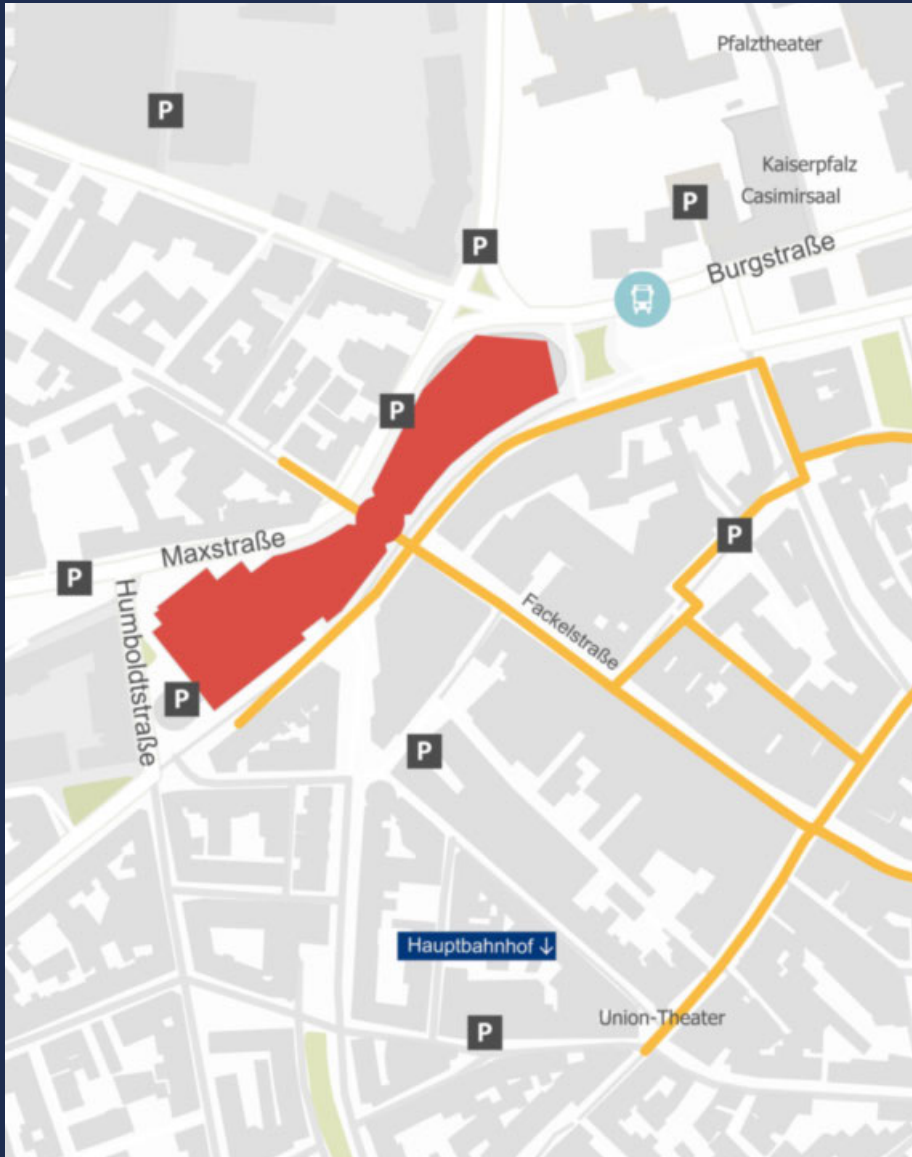 Pfalztheater
P
Kaiserpfalz
Casimirsaal
P
P
Burgstraße
P
P
Maxstraße
P
Humboldtstraße
Fackelstraße
P
P
Hauptbahnhof ↓
Union-Theater
P